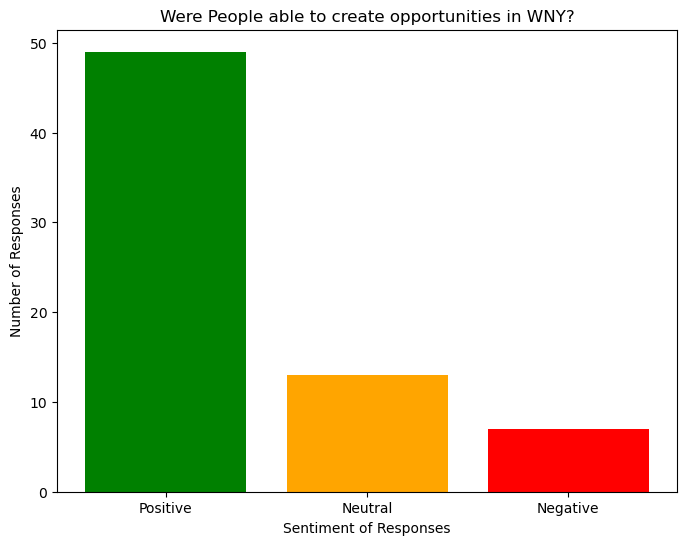 Were People able to create opportunities in WNY?
Number of Responses
50
40
30
20
10
0
Positive
Neutral
Negative
Sentiment of Responses